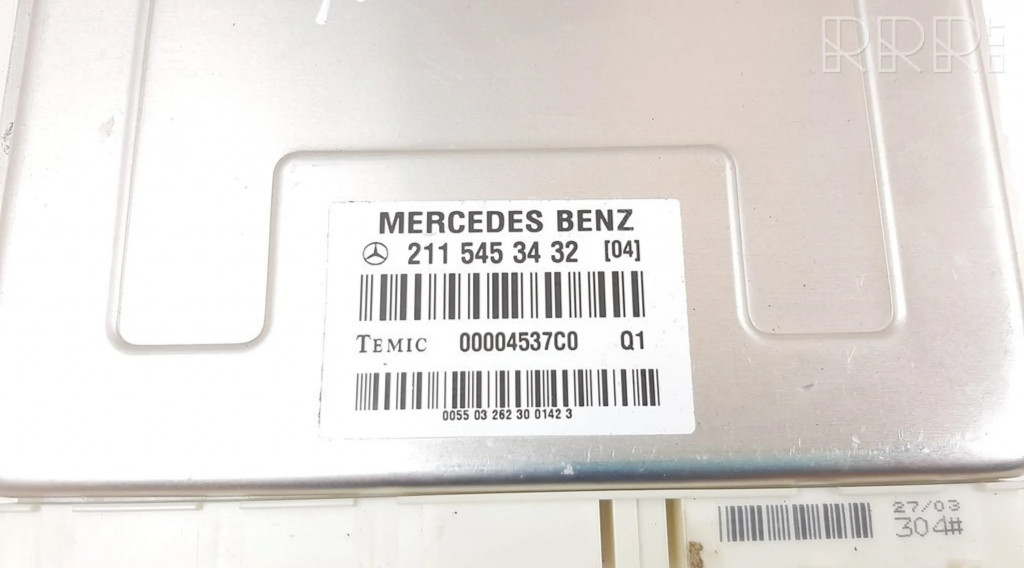 RRR
MERCEDES BENZ
211 545 34 32 [04]
TEMIC 00004537C0 Q1
0055 03 262 30 0142 3
27/03
304#